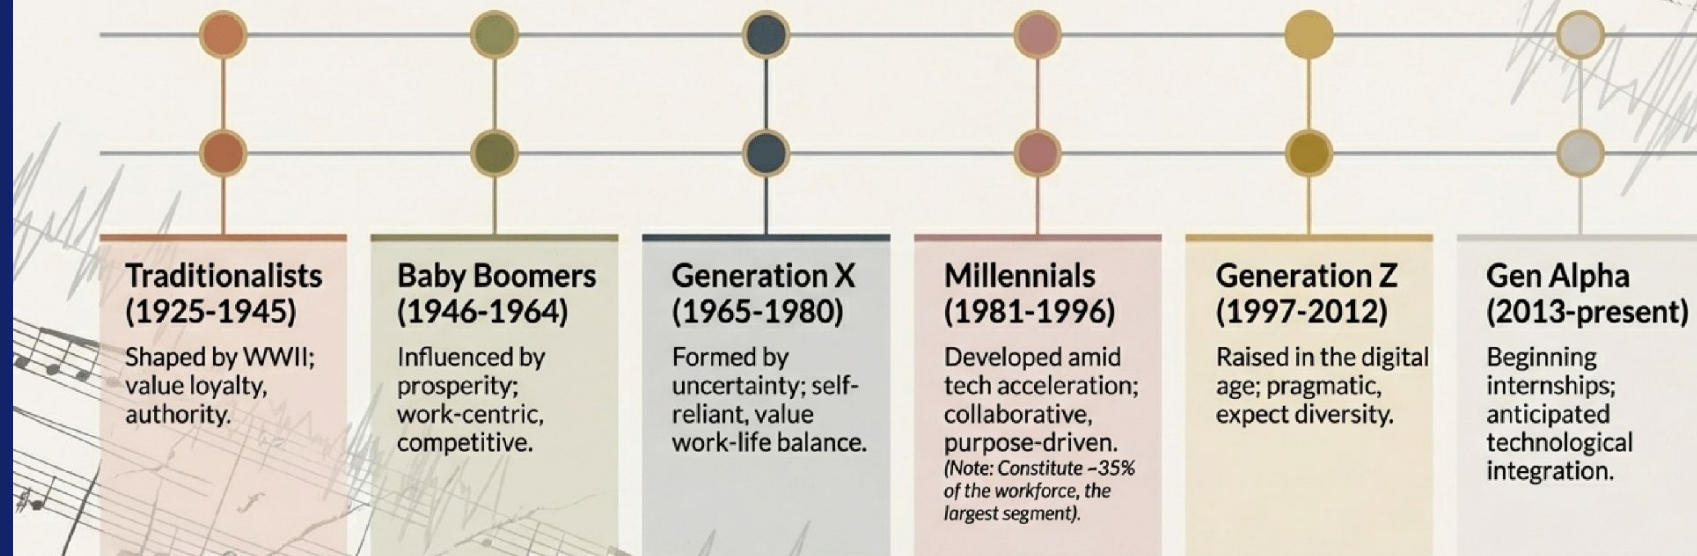 Traditionalists
(1925-1945)
Shaped by WWII;
value loyalty,
authority.
Baby Boomers
(1946-1964)
Influenced by
prosperity;
work-centric,
competitive.
Generation X
(1965-1980)
Formed by
uncertainty; self-
reliant, value
work-life balance.
Millennials
(1981-1996)
Developed amid
tech acceleration;
collaborative,
purpose-driven.
(Note: Constitute ~35%
of the workforce, the
largest segment).
Generation Z
(1997-2012)
Raised in the digital
age; pragmatic,
expect diversity.
Gen Alpha
(2013-present)
Beginning
internships;
anticipated
technological
integration.